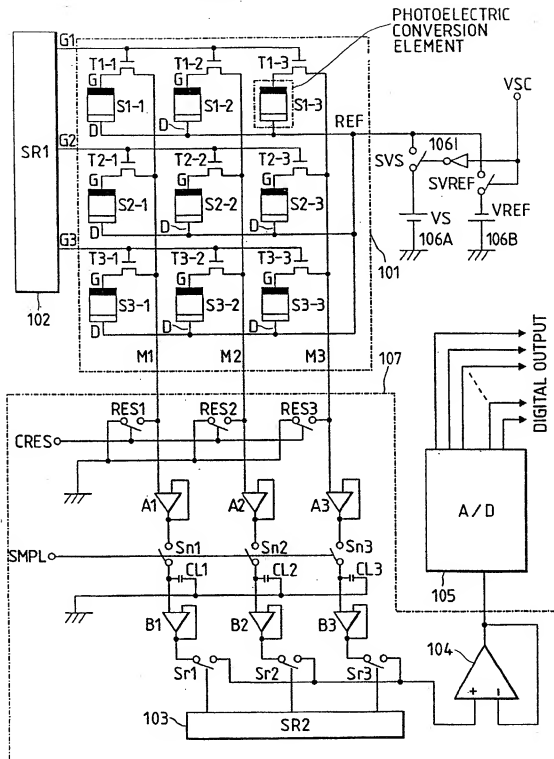 PHOTOELECTRIC
CONVERSION
ELEMENT
G1
T1-1
T1-2
T1-3
VSC
G
G
G
S1-1
S1-2
S1-3
D
D
REF
SR1
G2
T2-1
T2-2
T2-3
SVS
106I
SVREF
G
G
G
S2-1
S2-2
S2-3
VS
VREF
D
D
D
106A
106B
G3
T3-1
T3-2
T3-3
101
G
G
G
102
S3-1
S3-2
S3-3
D
D
D
M1
M2
M3
107
RES1
RES2
RES3
CRES
DIGITAL OUTPUT
A1
A2
A3
A/D
SMPL
Sn1
Sn2
Sn3
CL1
CL2
CL3
105
B1
B2
B3
104
Sr1
Sr2
Sr3
+
-
103
SR2